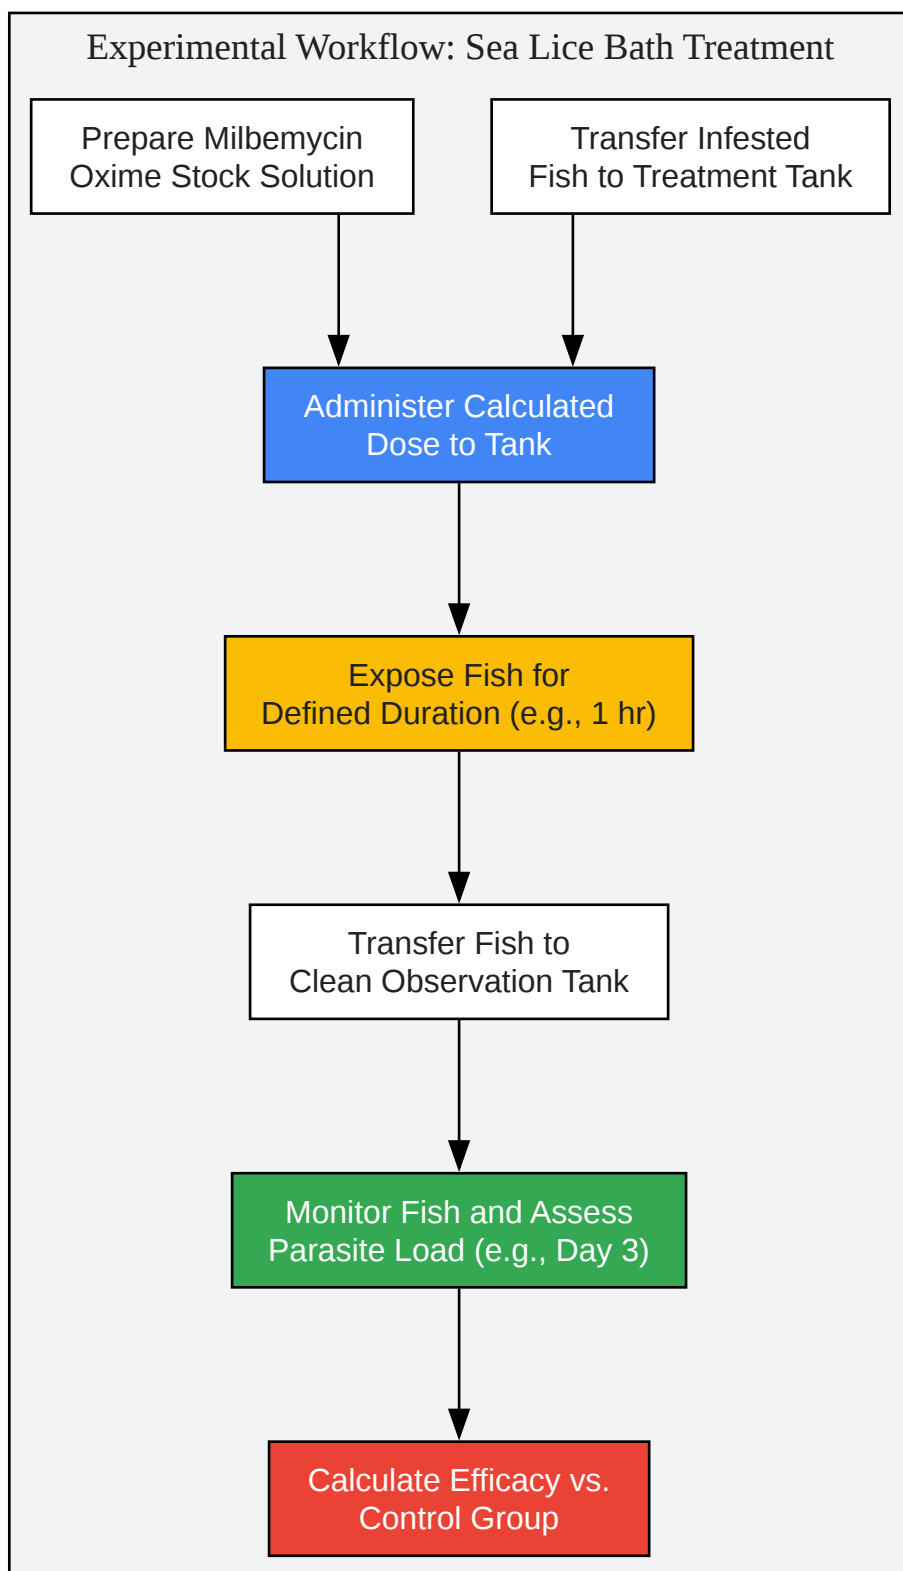 Experimental Workflow: Sea Lice Bath Treatment
Prepare Milbemycin
Oxime Stock Solution
Transfer Infested
Fish to Treatment Tank
Administer Calculated
Dose to Tank
Expose Fish for
Defined Duration (e.g., 1 hr)
Transfer Fish to
Clean Observation Tank
Monitor Fish and Assess
Parasite Load (e.g., Day 3)
Calculate Efficacy vs.
Control Group